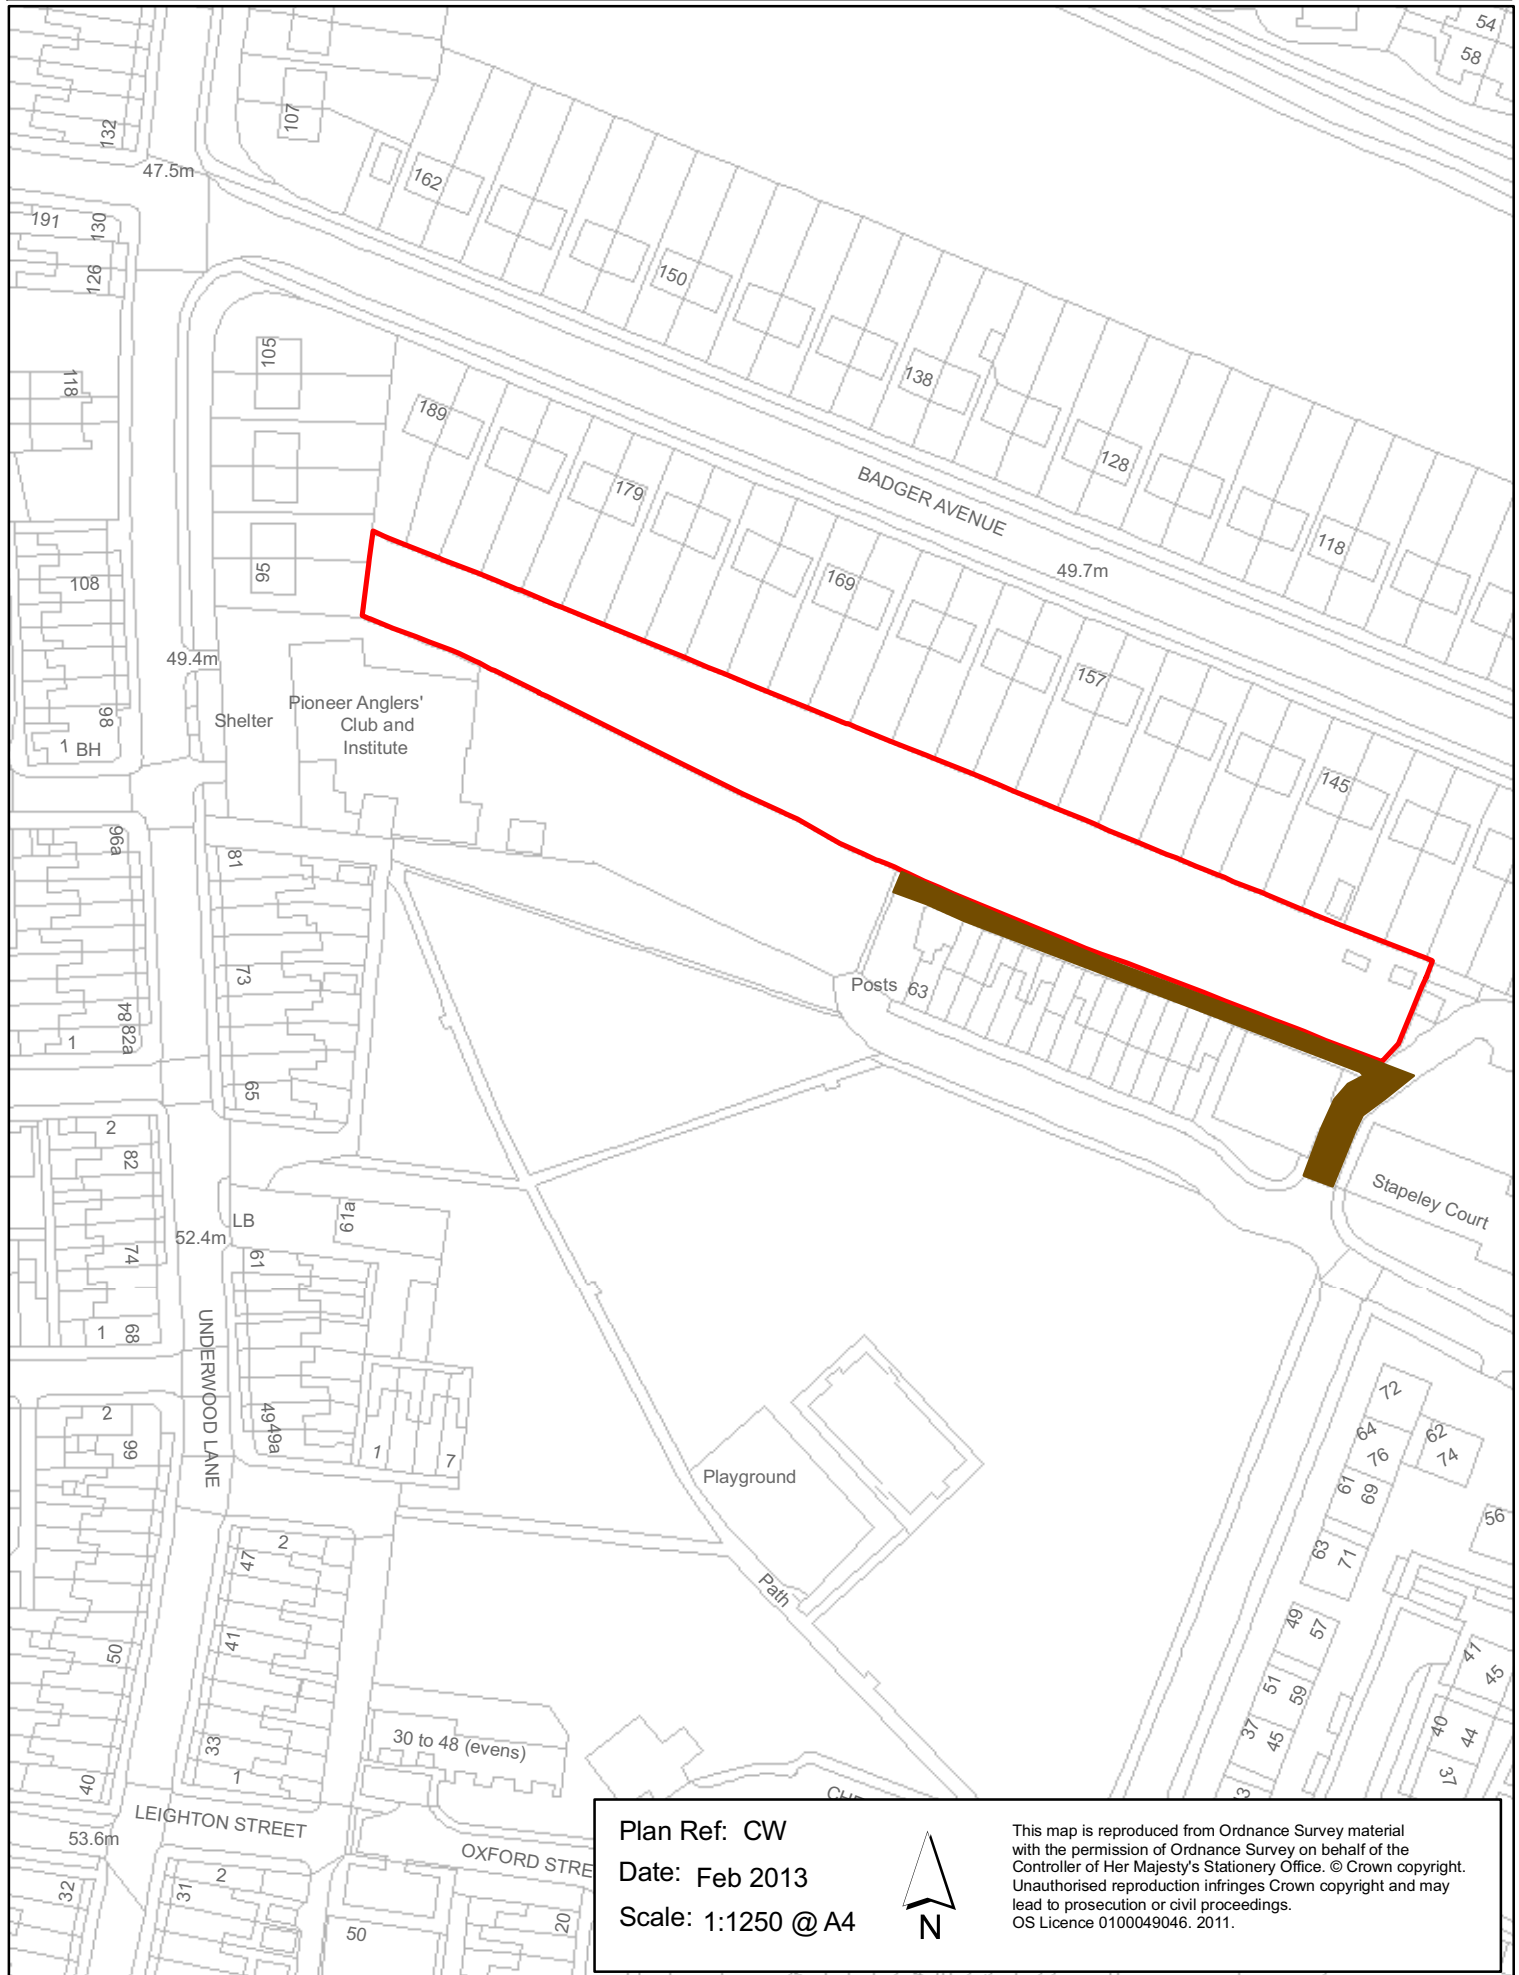 54
58
107
132
47.5m
162
191
130
126
150
105
118
138
189
128
179
BADGER AVENUE
118
49.7m
95
108
169
49.4m
157
Pioneer Anglers'
Club and
Institute
Shelter
98
1 BH
145
96a
81
73
Posts 63
84
82a
1
65
2
82
Stapeley Court
61a
LB
52.4m
74
61
1
68
UNDERWOOD LANE
72
2
99
49
49a
1
7
64
76
62
74
Playground
61
69
56
47
2
63
71
Path
49
57
50
41
41
45
51
59
33
1
30 to 48 (evens)
37
45
40
44
40
37
LEIGHTON STREET
53.6m
OXFORD STRE
32
31
2
50
20
Plan Ref: CW
Date: Feb 2013
Scale: 1:1250 @ A4
N
This map is reproduced from Ordnance Survey material
with the permission of Ordnance Survey on behalf of the
Controller of Her Majesty's Stationery Office. © Crown copyright.
Unauthorised reproduction infringes Crown copyright and may
lead to prosecution or civil proceedings.
OS Licence 0100049046. 2011.